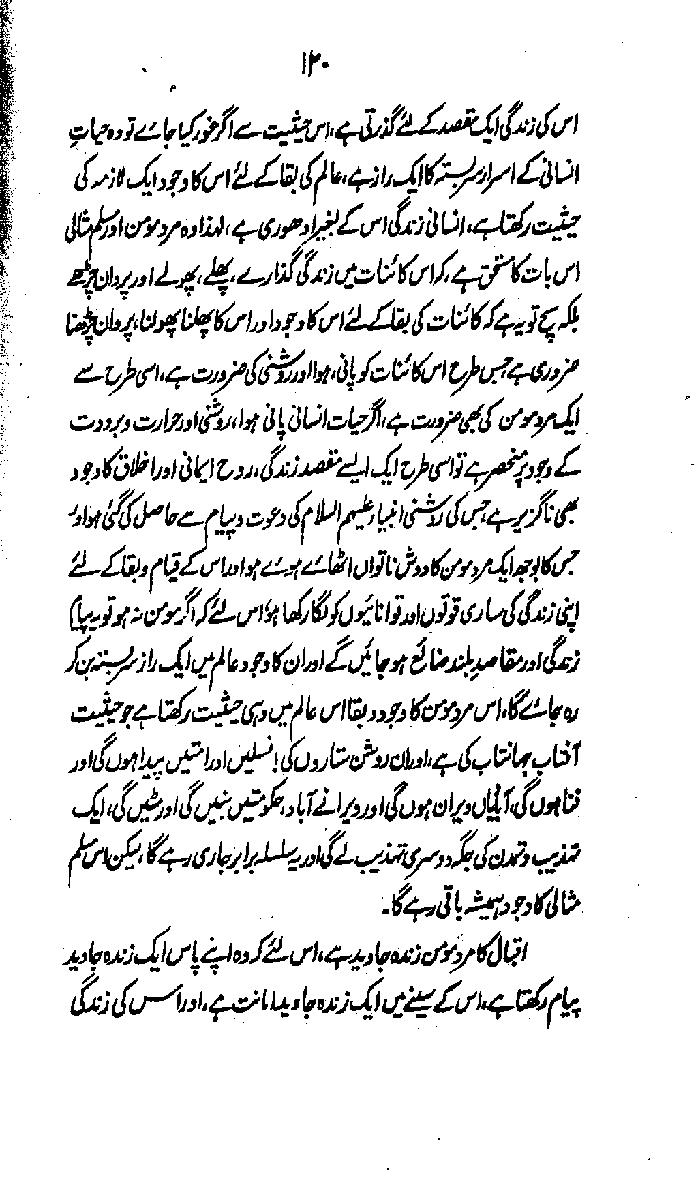 ۱۲۰
اس کی زندگی ایک مقصد کے لئے گذرتی ہے، اس حیثیت سے اگر غور کیا جائے تو وہ حیاتِ
انسانی کے اسرار سربستہ کا ایک راز ہے، عالم کی بقا کے لئے اس کا وجود ایک لازمہ کی
حیثیت رکھتا ہے، انسانی زندگی اس کے بغیر ادھوری ہے، لہذا وہ مرد مومن اور مسلم مثالی
اس بات کا مستحق ہے، کہ اس کائنات میں زندگی گذارے، پھلے، پھولے اور پروان چڑھے
بلکہ سچ تو یہ ہے کہ کائنات کی بقا کے لئے اس کا وجود اور اس کا پھلنا پھولنا، پروان چڑھنا
ضروری ہے جس طرح اس کائنات کو پانی، ہوا اور روشنی کی ضرورت ہے، اسی طرح سے
ایک مرد مومن کی بھی ضرورت ہے، اگر حیات انسانی پانی ہوا، روشنی اور حرارت و برودت
کے وجود پر منحصر ہے تو اسی طرح ایک ایسے مقصد زندگی، روح ایمانی اور اخلاق کا وجود
بھی ناگزیر ہے جس کی روشنی انبیاء علیہم السلام کی دعوت و پیام سے حاصل کی گئی ہو اور
جس کا بوجھ ایک مرد مومن کا دوش ناتواں اٹھائے ہوئے ہو اور اس کے قیام و بقا کے لئے
اپنی زندگی کی ساری قوتوں اور توانائیوں کو لگا رکھا ہو، اس لئے کہ اگر مومن نہ ہو تو یہ پیام
زندگی اور مقاصدِ بلند ضائع ہو جائیں گے اور ان کا وجود عالم میں ایک راز سربستہ بن کر
رہ جائے گا، اس مرد مومن کا وجود و بقا اس عالم میں وہی حیثیت رکھتا ہے جو حیثیت
آفتاب جہانتاب کی ہے، اور ان روشن ستاروں کی! نسلیں اور امتیں پیدا ہوں گی اور
فنا ہوں گی، آبادیاں ویران ہوں گی اور ویرانے آباد، حکومتیں بنیں گی اور مٹیں گی، ایک
تہذیب و تمدن کی جگہ دوسری تہذیب لے گی اور یہ سلسلہ برابر جاری رہے گا، لیکن اس مسلم
مثالی کا وجود ہمیشہ باقی رہے گا۔
اقبال کا مرد مومن زندہ جاوید ہے، اس لئے کہ وہ اپنے پاس ایک زندہ جاوید
پیام رکھتا ہے، اس کے سینے میں ایک زندہ جاوید امانت ہے، اور اس کی زندگی